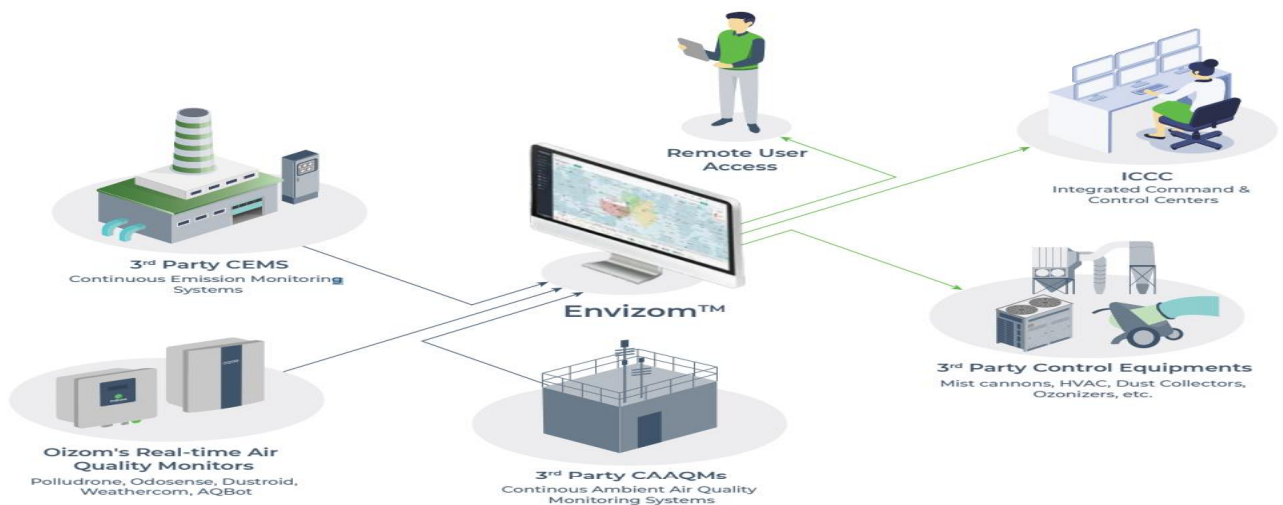 Remote User
Access
ICCC
Integrated Command &
Control Centers
3rd Party CEMS
Continuous Emission Monitoring
Systems
Envizom™
3rd Party Control Equipments
Mist cannons, HVAC, Dust Collectors,
Ozonizers, etc.
Oizom's Real-time Air
Quality Monitors
Polludrone, Odosense, Dustroid,
Weathercom, AQBot
3rd Party CAAQMs
Continous Ambient Air Quality
Monitoring Systems